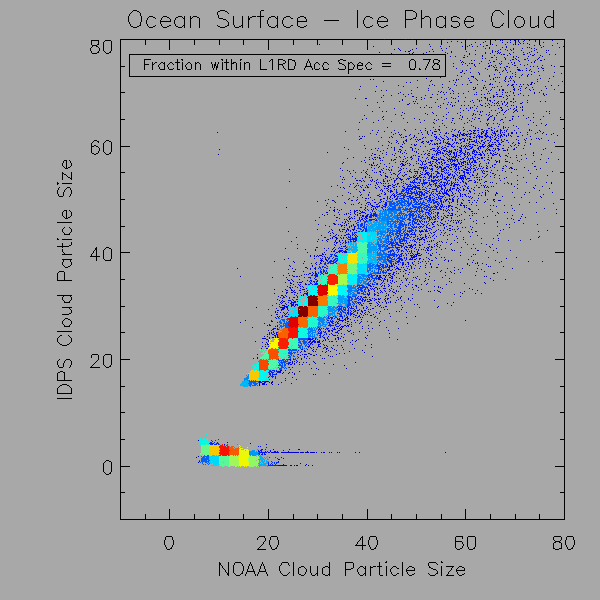 Ocean Surface – Ice Phase Cloud
Fraction within L1RD Acc Spec = 0.78
80
60
40
20
0
IDPS Cloud Particle Size
0 20 40 60 80
NOAA Cloud Particle Size